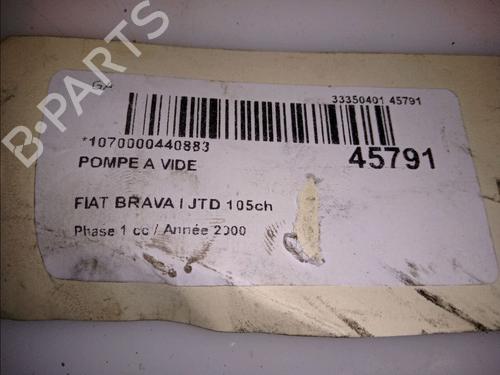 B-PARTS
GA
33350401 45791
*1070000440883
45791
POMPE A VIDE
FIAT BRAVA I JTD 105ch
Phase 1 cc / Année 2000